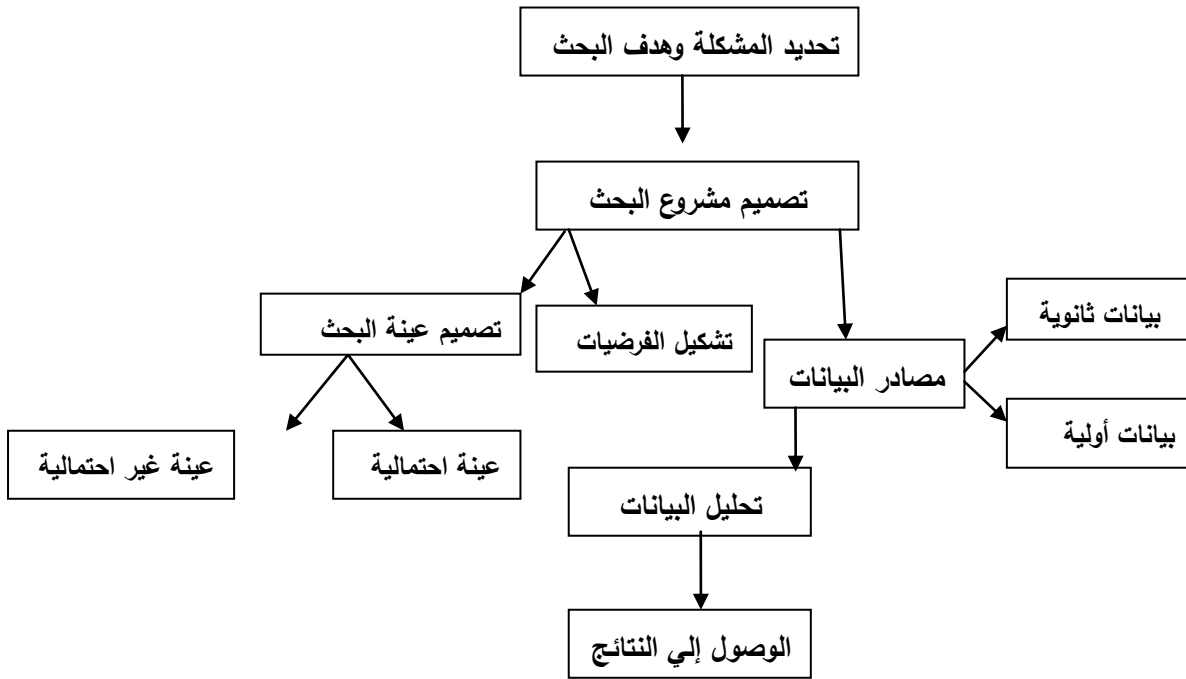 تحديد المشكلة وهدف البحث
تصميم مشروع البحث
بيانات ثانوية
تصميم عينة البحث
تشكيل الفرضيات
مصادر البيانات
بيانات أولية
عينة احتمالية
عينة غير احتمالية
تحليل البيانات
الوصول إلي النتائج